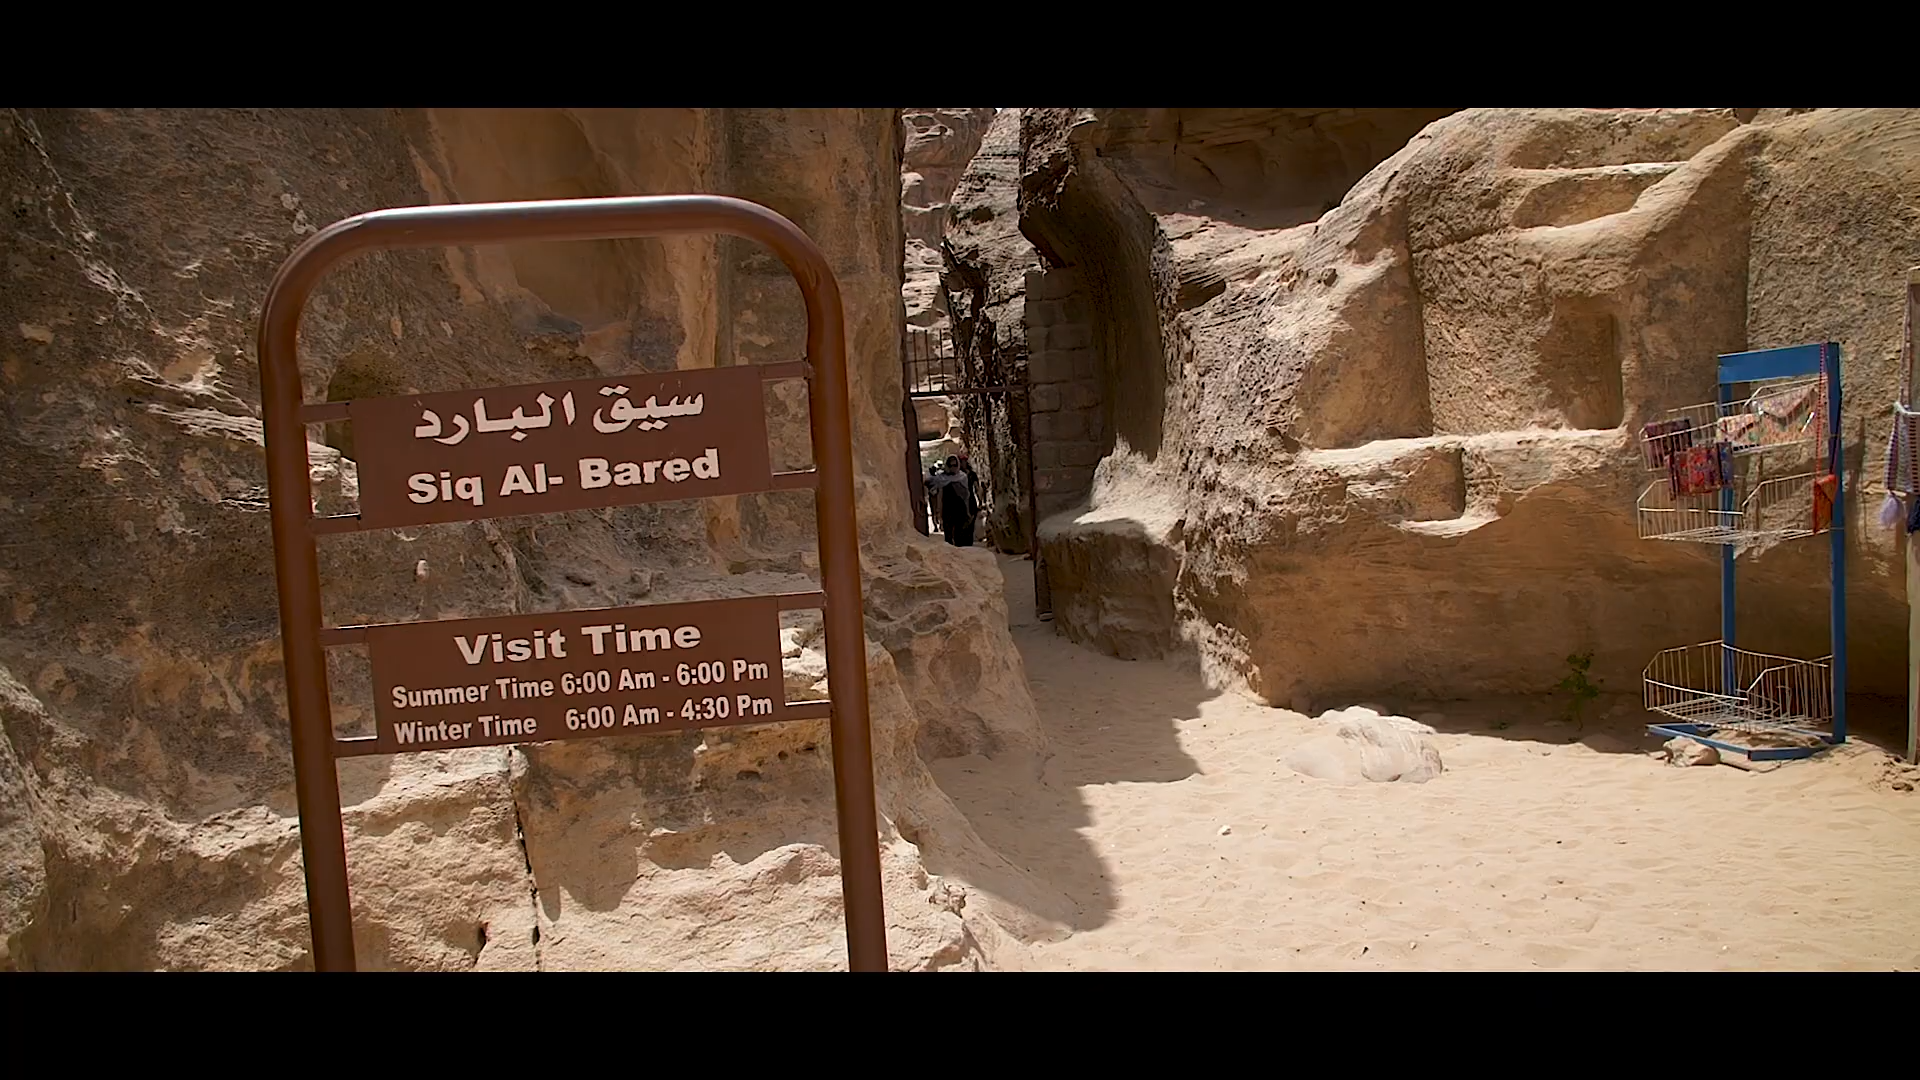 سيق البارد
Siq Al- Bared
Visit Time
Summer Time 6:00 Am - 6:00 Pm
Winter Time 6:00 Am - 4:30 Pm